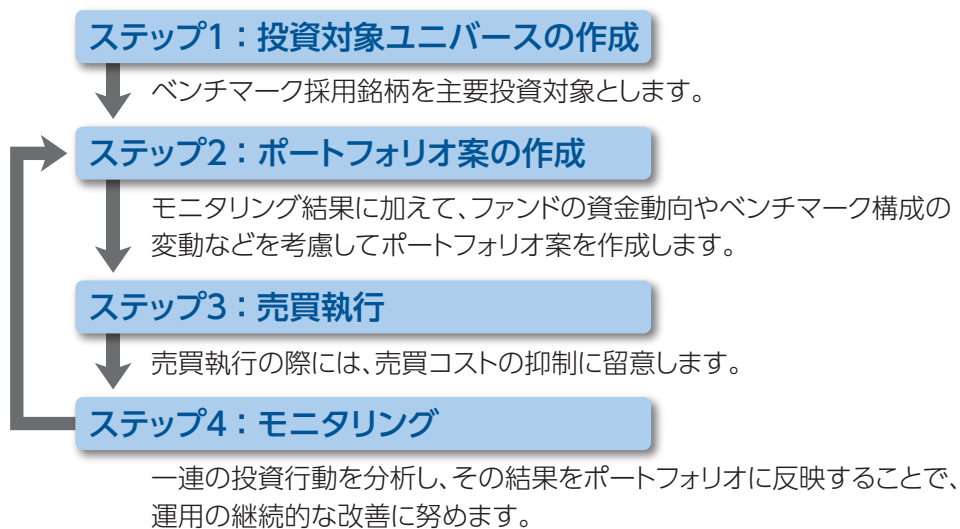 ステップ1：投資対象ユニバースの作成
ベンチマーク採用銘柄を主要投資対象とします。
ステップ2：ポートフォリオ案の作成
モニタリング結果に加えて、ファンドの資金動向やベンチマーク構成の
変動などを考慮してポートフォリオ案を作成します。
ステップ3：売買執行
売買執行の際には、売買コストの抑制に留意します。
ステップ4：モニタリング
一連の投資行動を分析し、その結果をポートフォリオに反映することで、
運用の継続的な改善に努めます。